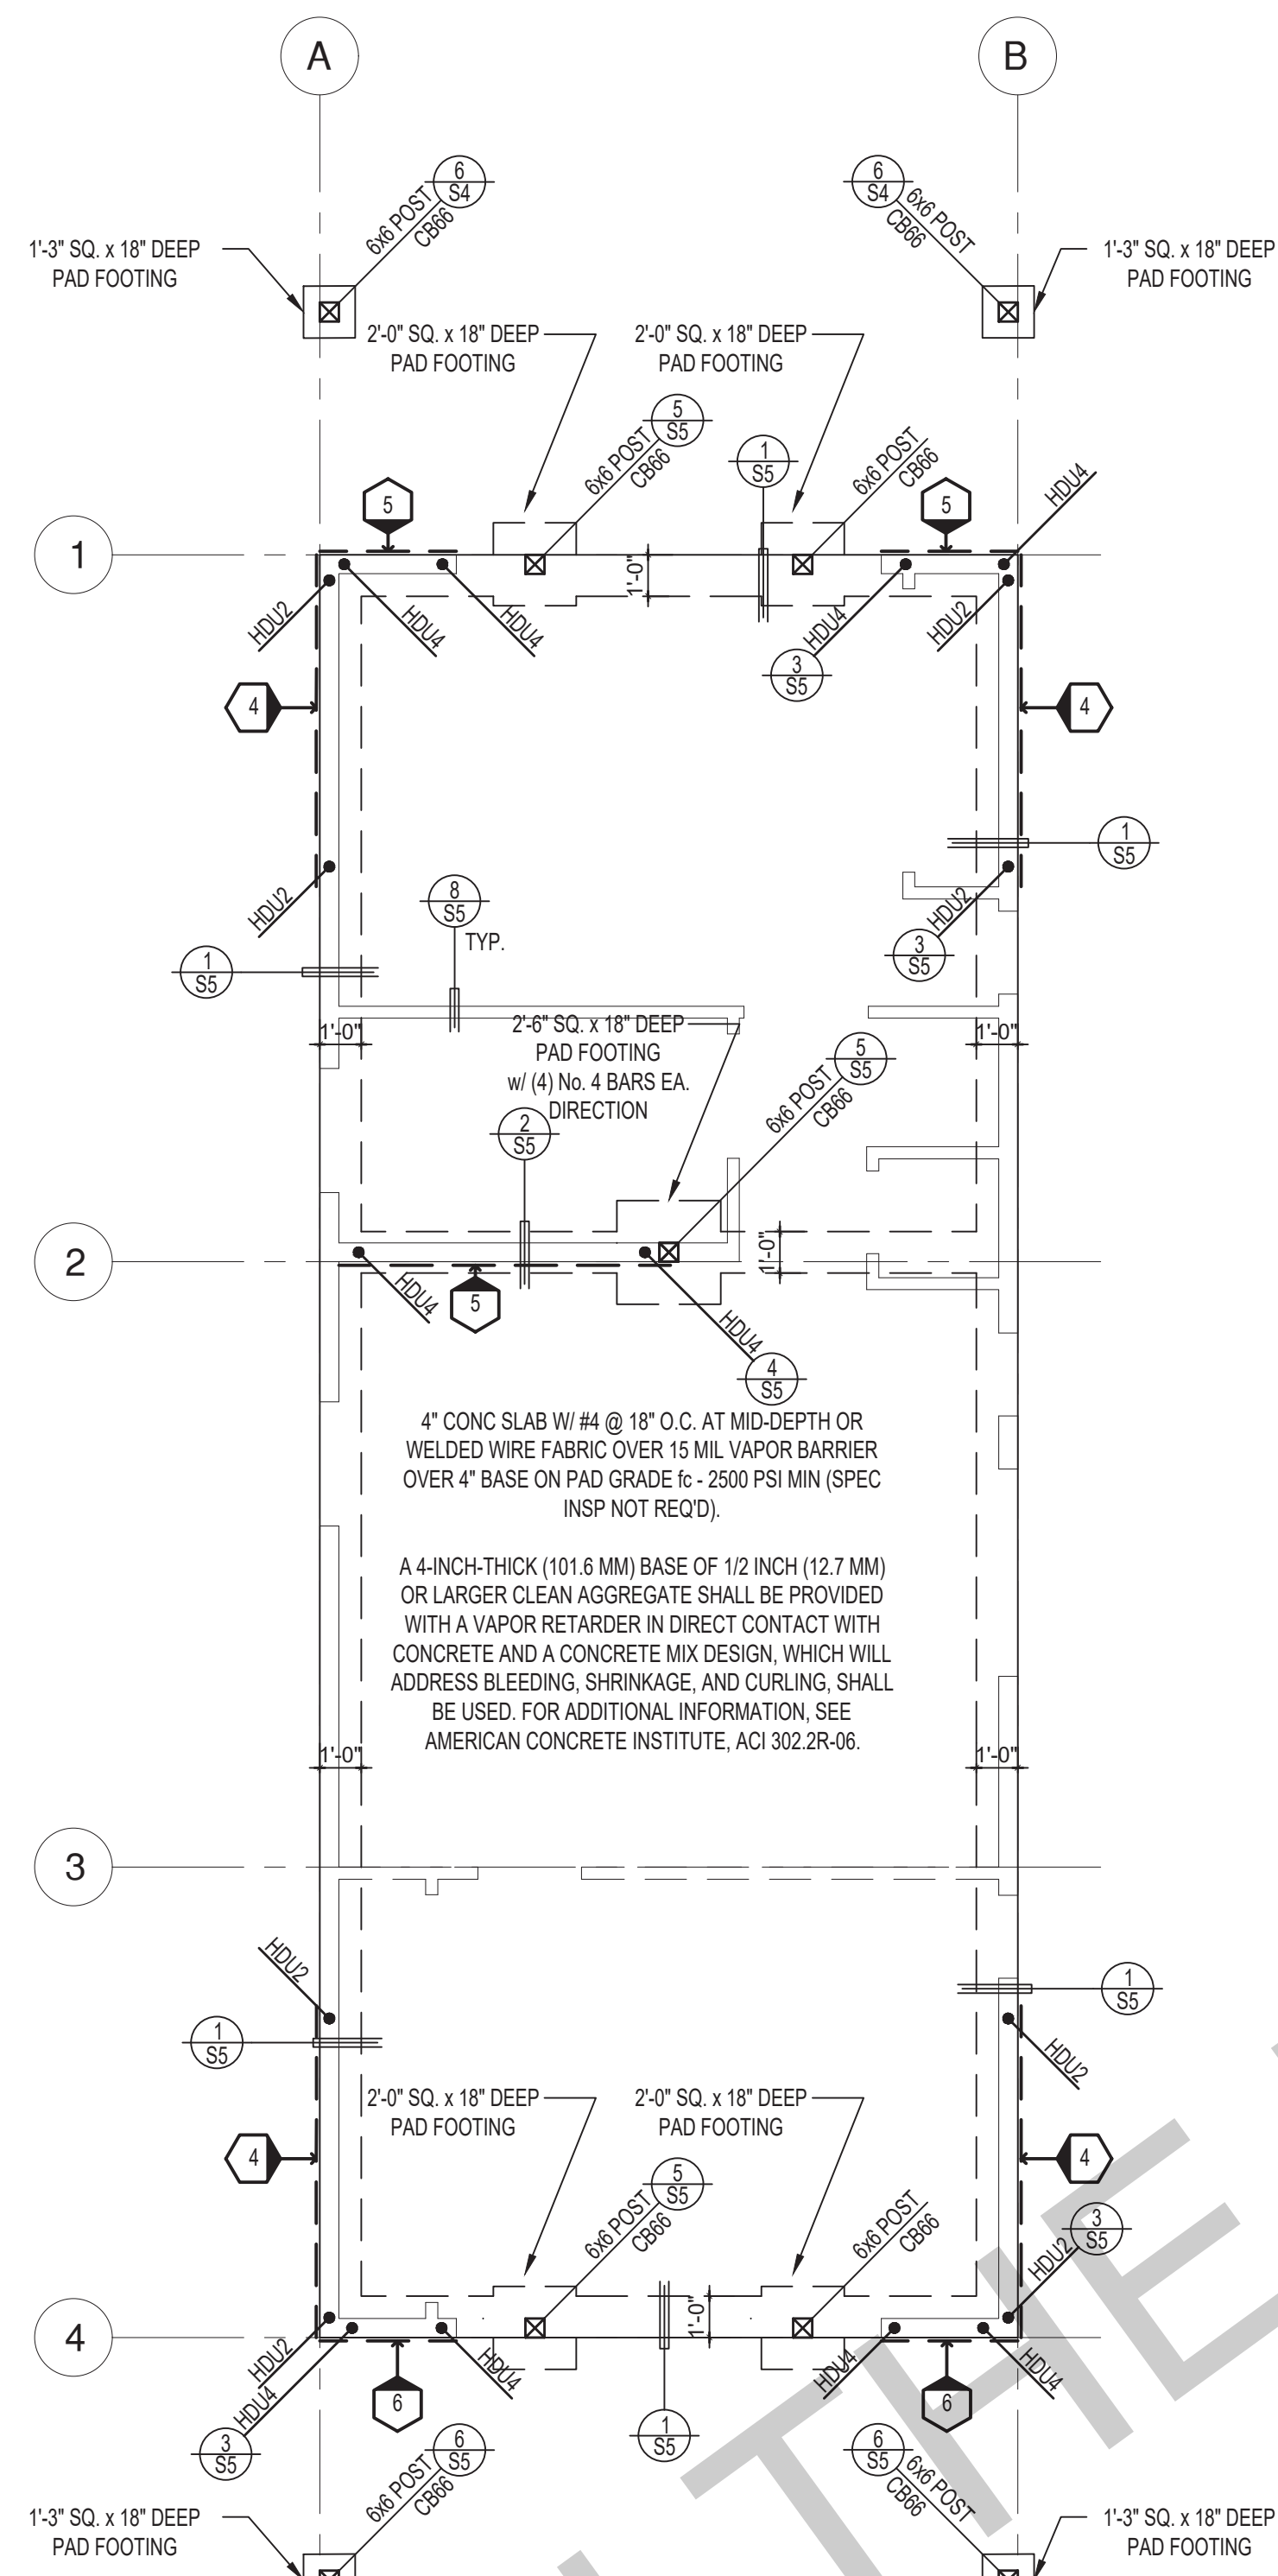 A
B
6
S4
6x6 POST
CB66
6
S4
6x6 POST
CB66
1'-3" SQ. x 18" DEEP
PAD FOOTING
1'-3" SQ. x 18" DEEP
PAD FOOTING
2'-0" SQ. x 18" DEEP
PAD FOOTING
2'-0" SQ. x 18" DEEP
PAD FOOTING
5
S5
6x6 POST
CB66
1
S5
6x6 POST
CB66
HDU4
5
5
1
1'-0"
HDU2
HDU4
HDU4
HDU4
3
S5
HDU2
4
4
1
S5
HDU2
8
S5
TYP.
HDU2
3
S5
1
S5
1'-0"
1'-0"
2'-6" SQ. x 18" DEEP
PAD FOOTING
w/ (4) No. 4 BARS EA.
DIRECTION
5
S5
6x6 POST
CB66
2
S5
2
1'-0"
HDU4
5
HDU4
4
S5
4" CONC SLAB W/ #4 @ 18" O.C. AT MID-DEPTH OR
WELDED WIRE FABRIC OVER 15 MIL VAPOR BARRIER
OVER 4" BASE ON PAD GRADE fc - 2500 PSI MIN (SPEC
INSP NOT REQ'D).
A 4-INCH-THICK (101.6 MM) BASE OF 1/2 INCH (12.7 MM)
OR LARGER CLEAN AGGREGATE SHALL BE PROVIDED
WITH A VAPOR RETARDER IN DIRECT CONTACT WITH
CONCRETE AND A CONCRETE MIX DESIGN, WHICH WILL
ADDRESS BLEEDING, SHRINKAGE, AND CURLING, SHALL
BE USED. FOR ADDITIONAL INFORMATION, SEE
AMERICAN CONCRETE INSTITUTE, ACI 302.2R-06.
1'-0"
1'-0"
3
HDU2
1
S5
1
S5
HDU2
2'-0" SQ. x 18" DEEP
PAD FOOTING
2'-0" SQ. x 18" DEEP
PAD FOOTING
4
4
5
S5
6x6 POST
CB66
6x6 POST
CB66
3
S5
HDU2
1'-0"
4
HDU2
HDU4
3
S5
HDU4
6
HDU4
HDU4
6
1
S5
6
S5
6x6 POST
CB66
6
S5
6x6 POST
CB66
1'-3" SQ. x 18" DEEP
PAD FOOTING
1'-3" SQ. x 18" DEEP
PAD FOOTING
THE